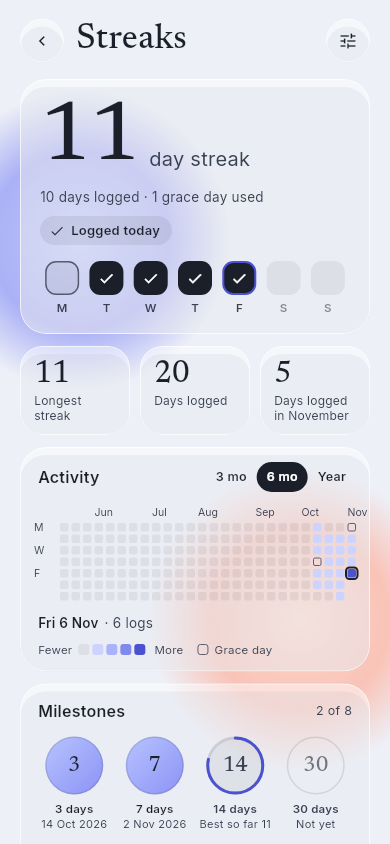 Streaks
11 day streak
10 days logged · 1 grace day used
Logged today
M T W T F S S
11
Longest
streak
20
Days logged
5
Days logged
in November
Activity
3 mo 6 mo Year
Jun Jul Aug Sep Oct Nov
M
W
F
Fri 6 Nov · 6 logs
Fewer More Grace day
Milestones 2 of 8
3 7 14 30
3 days 7 days 14 days 30 days
14 Oct 2026 2 Nov 2026 Best so far 11 Not yet